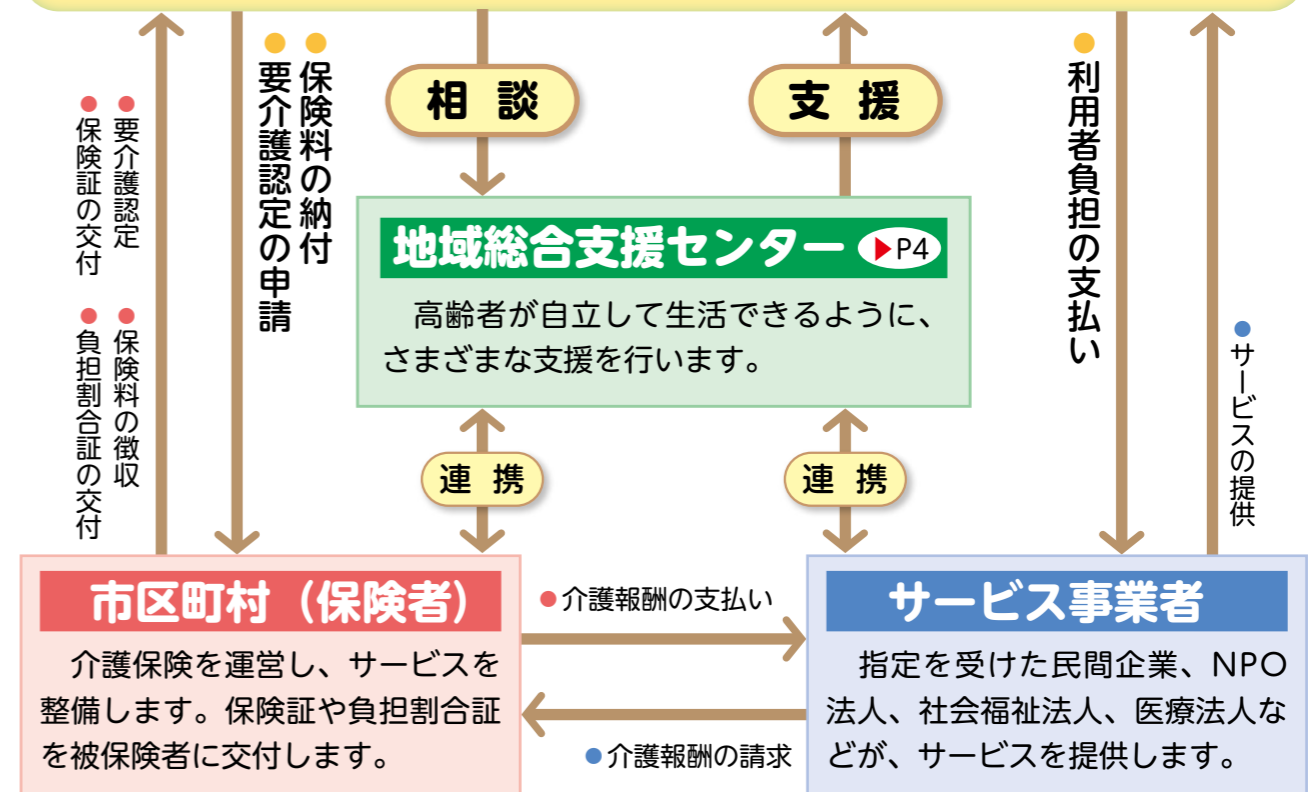 保険料の納付
要介護認定の申請
相談
支援
利用者負担の支払い
要介護認定
保険証の交付
保険料の徴収
負担割合証の交付
地域総合支援センター ▶P4
高齢者が自立して生活できるように、
さまざまな支援を行います。
サービスの提供
連携
連携
市区町村（保険者）
介護保険を運営し、サービスを
整備します。保険証や負担割合証
を被保険者に交付します。
●介護報酬の支払い
●介護報酬の請求
サービス事業者
指定を受けた民間企業、NPO
法人、社会福祉法人、医療法人な
どが、サービスを提供します。